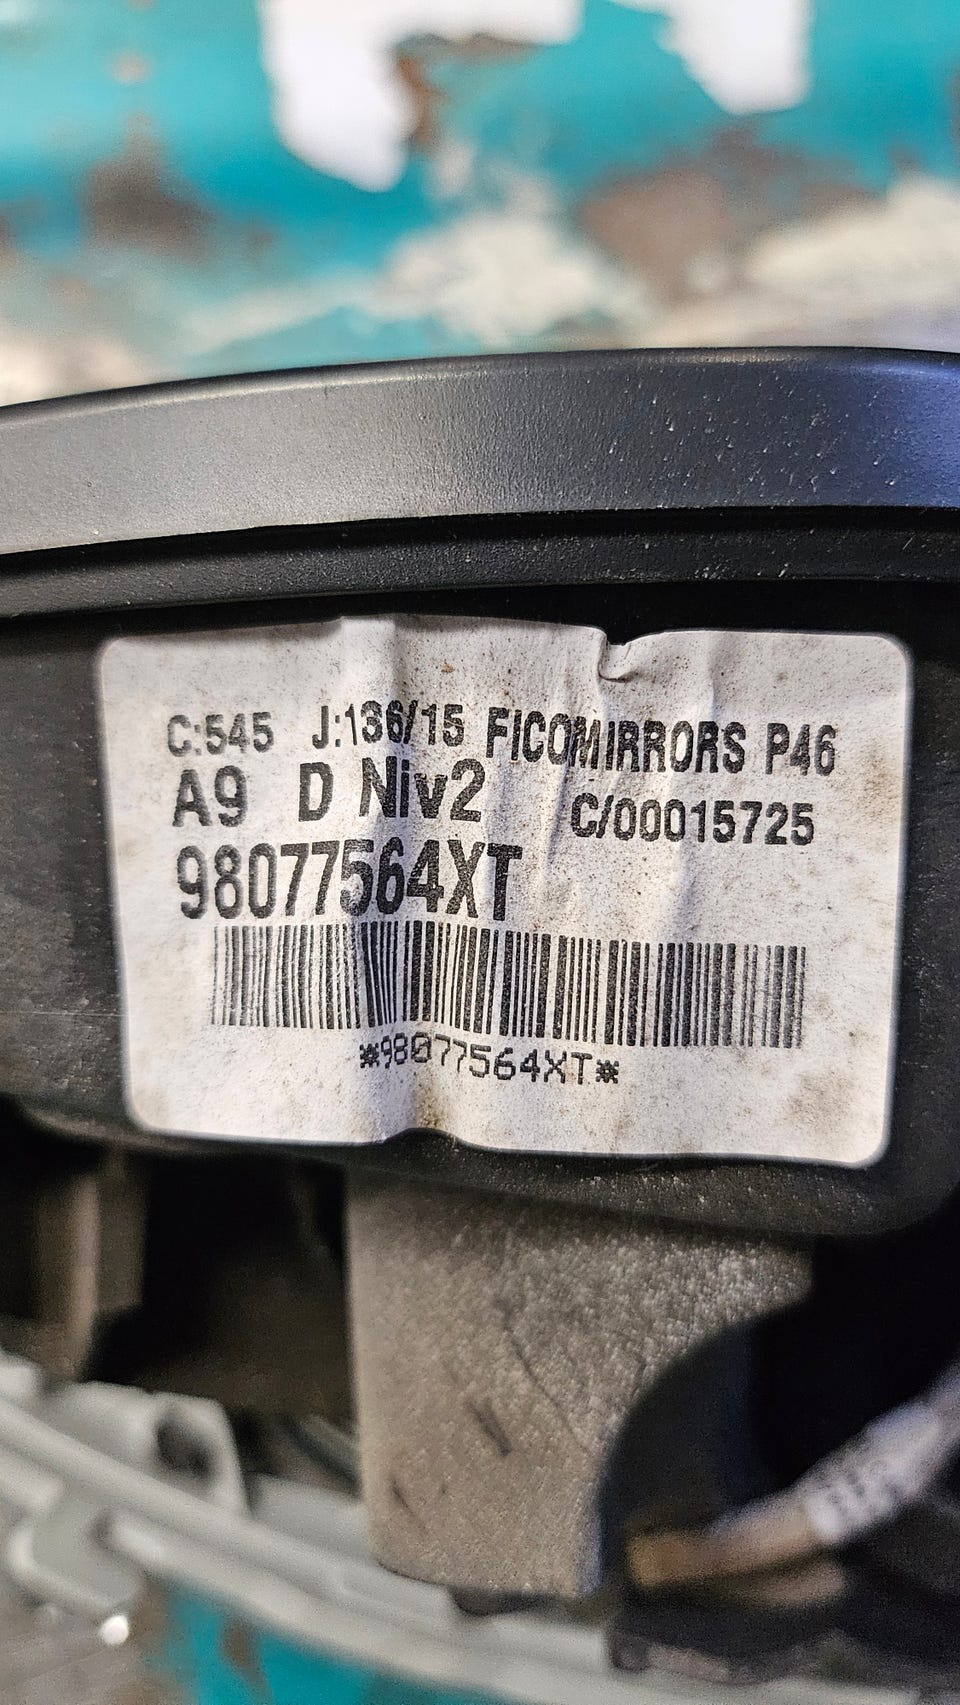 C:545 J:136/15 FICOMIRRORS P46
A9 D Niv2 C/00015725
98077564XT
*98077564XT*